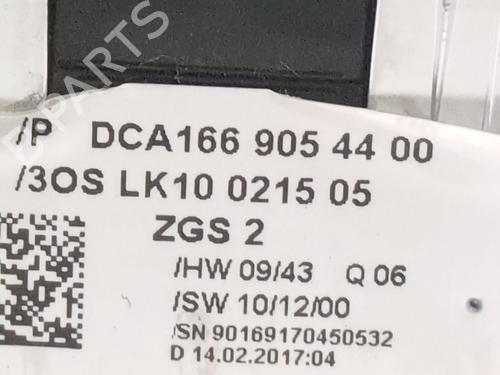 B-PARTS
/P DCA166 905 44 00
/3OS LK10 0215 05
ZGS 2
/HW 09/43 Q 06
/SW 10/12/00
/SN 90169170450532
D 14.02.2017:04